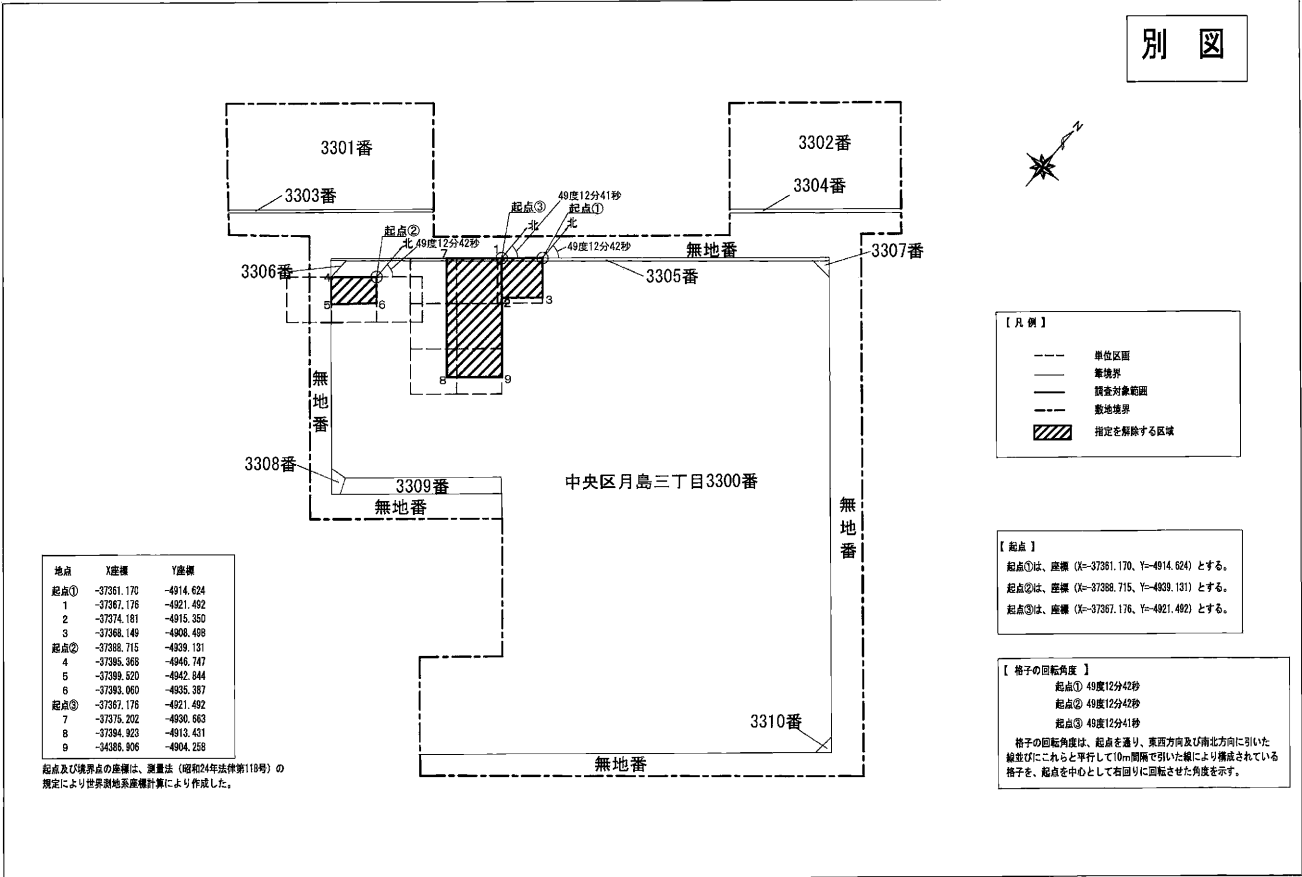 別 図
N
3301番
3302番
3303番
3304番
49度12分41秒
起点③
起点①
北
北
起点②
北 49度12分42秒
7
1
49度12分42秒
無地番
3307番
3306番
3305番
4
5
6
2
3
8
9
無地番
3308番
3309番
無地番
中央区月島三丁目3300番
無地番
3310番
無地番
【 凡 例 】
単位区画
筆境界
調査対象範囲
敷地境界
指定を解除する区域
【 起点 】
起点①は、座標 (X=-37361.170、Y=-4914.624) とする。
起点②は、座標 (X=-37388.715、Y=-4939.131) とする。
起点③は、座標 (X=-37367.176、Y=-4921.492) とする。
【 格子の回転角度 】
起点① 49度12分42秒
起点② 49度12分42秒
起点③ 49度12分41秒
格子の回転角度は、起点を通り、東西方向及び南北方向に引いた
線並びにこれらと平行して10m間隔で引いた線により構成されている
格子を、起点を中心として右回りに回転させた角度を示す。
地点 X座標 Y座標
起点① -37361.170 -4914.624
1 -37367.176 -4921.492
2 -37374.181 -4915.350
3 -37368.149 -4908.498
起点② -37388.715 -4939.131
4 -37395.368 -4946.747
5 -37399.520 -4942.844
6 -37393.060 -4935.387
起点③ -37367.176 -4921.492
7 -37375.202 -4930.663
8 -37394.923 -4913.431
9 -34386.906 -4904.258
起点及び境界点の座標は、測量法（昭和24年法律第118号）の
規定により世界測地系座標計算により作成した。